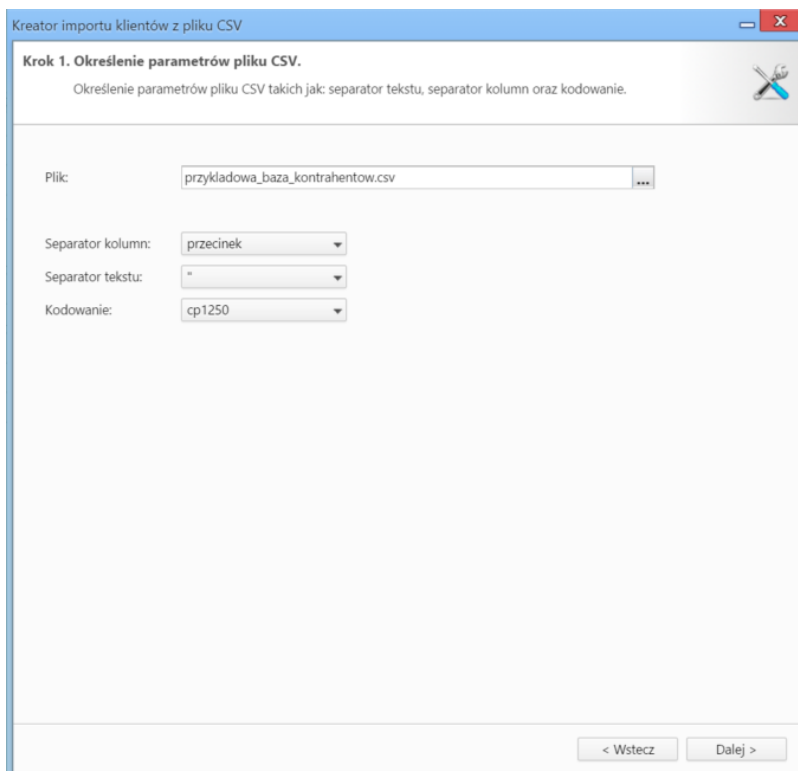 Kreator importu klientów z pliku CSV
Krok 1. Określenie parametrów pliku CSV.
Określenie parametrów pliku CSV takich jak: separator tekstu, separator kolumn oraz kodowanie.
Plik: przykladowa_baza_kontrahentow.csv ...
Separator kolumn: przecinek
Separator tekstu: "
Kodowanie: cp1250
< Wstecz Dalej >